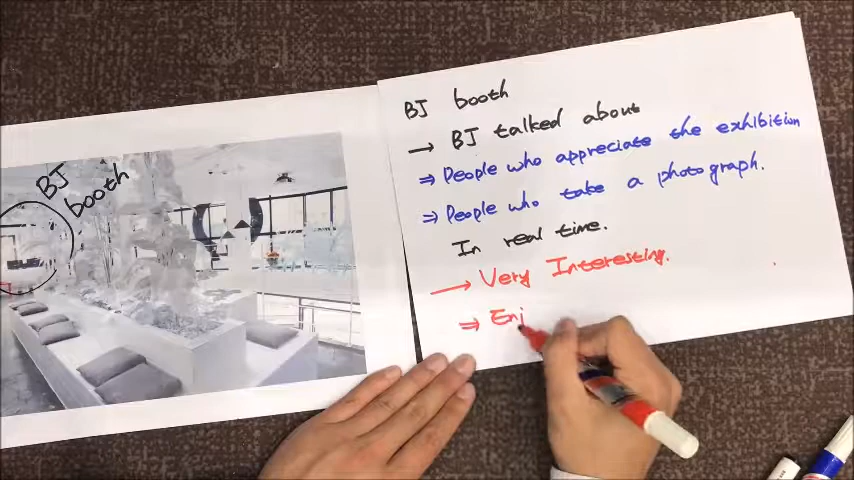 BJ
booth
BJ booth
→ BJ talked about
⇒ People who appreciate the exhibition
⇒ People who take a photograph.
In real time.
→ Very Interesting.
⇒ Enj